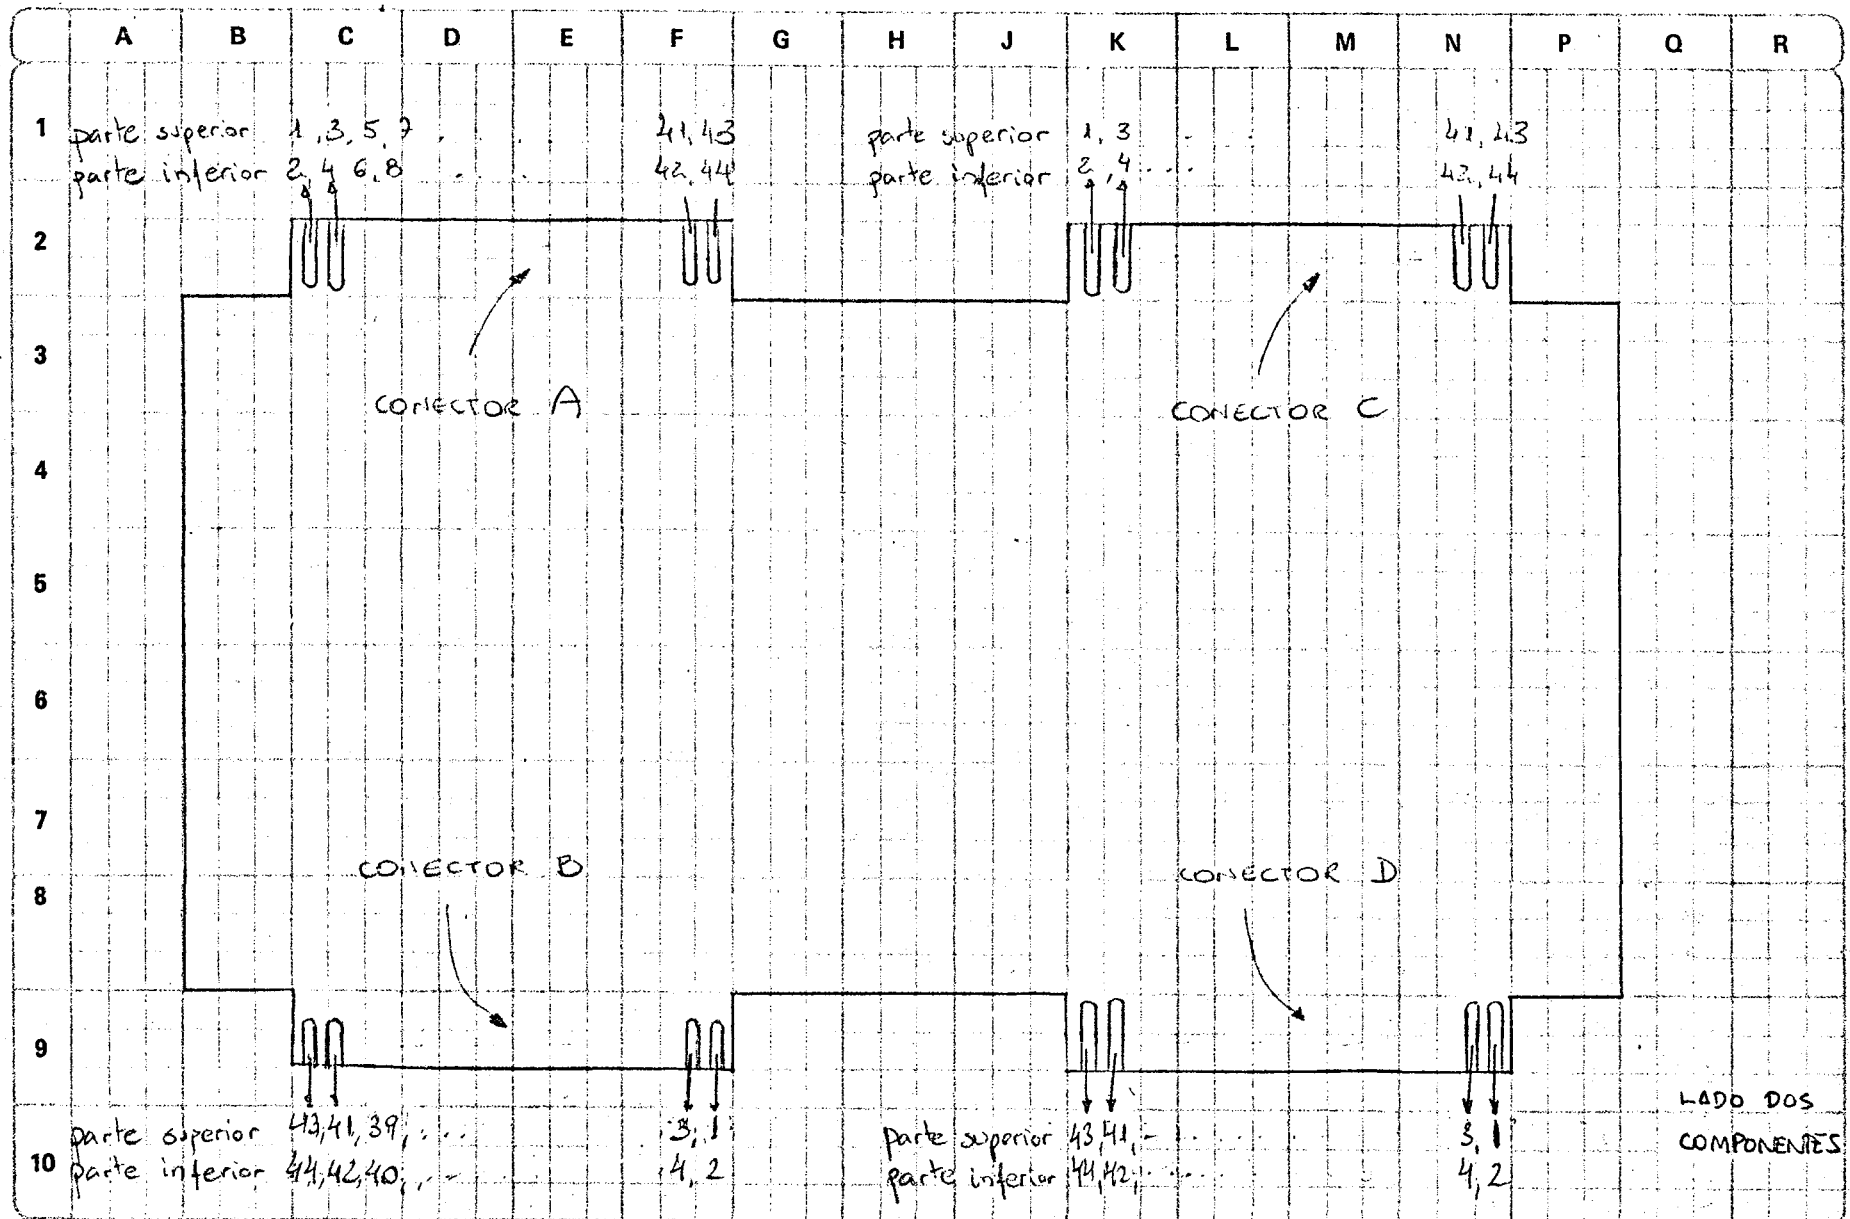 A B C D E F G H J K L M N P Q R
1
parte superior 1, 3, 5, 7 . . . 41, 43
parte inferior 2, 4 6, 8 . . . 42, 44
parte superior 1, 3 . . . 41, 43
parte inferior 2, 4 . . . . 42, 44
2
3
CONECTOR A
CONECTOR C
4
5
6
7
CONECTOR B
CONECTOR D
8
9
LADO DOS
COMPONENTES
10
parte superior 43, 41, 39, . . . 3, 1
parte inferior 44, 42, 40, . . . 4, 2
parte superior 43, 41, . . . . 3, 1
parte inferior 44, 42, . . . . 4, 2